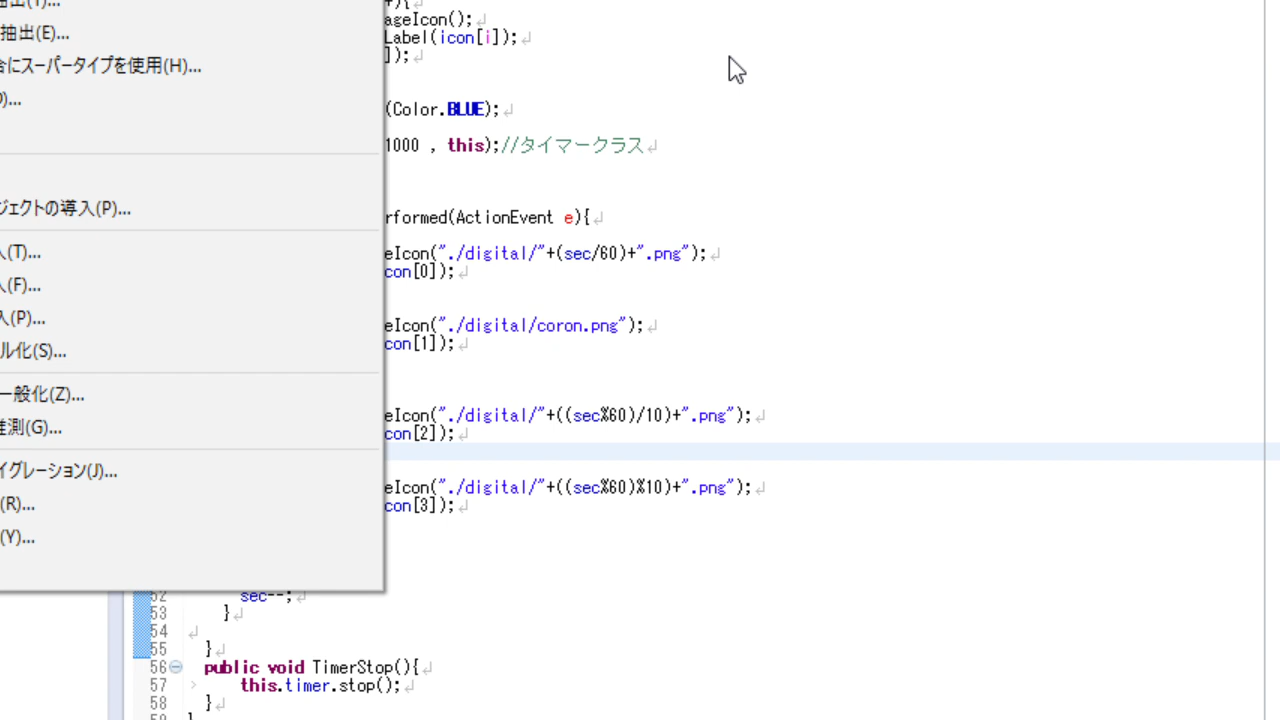 抽出(E)...
にスーパータイプを使用(H)...
ジェクトの導入(P)...
(T)...
(F)...
(P)...
ル化(S)...
一般化(Z)...
測(G)...
イグレーション(J)...
(R)...
(Y)...
ageIcon();
Label(icon[i]);
]);
(Color.BLUE);
1000 , this);//タイマークラス
rformed(ActionEvent e){
eIcon("./digital/"+(sec/60)+".png");
con[0]);
eIcon("./digital/coron.png");
con[1]);
eIcon("./digital/"+((sec%60)/10)+".png");
con[2]);
eIcon("./digital/"+((sec%60)%10)+".png");
con[3]);
52 sec--;
53 }
54
55 }
56 public void TimerStop(){
57 this.timer.stop();
58 }